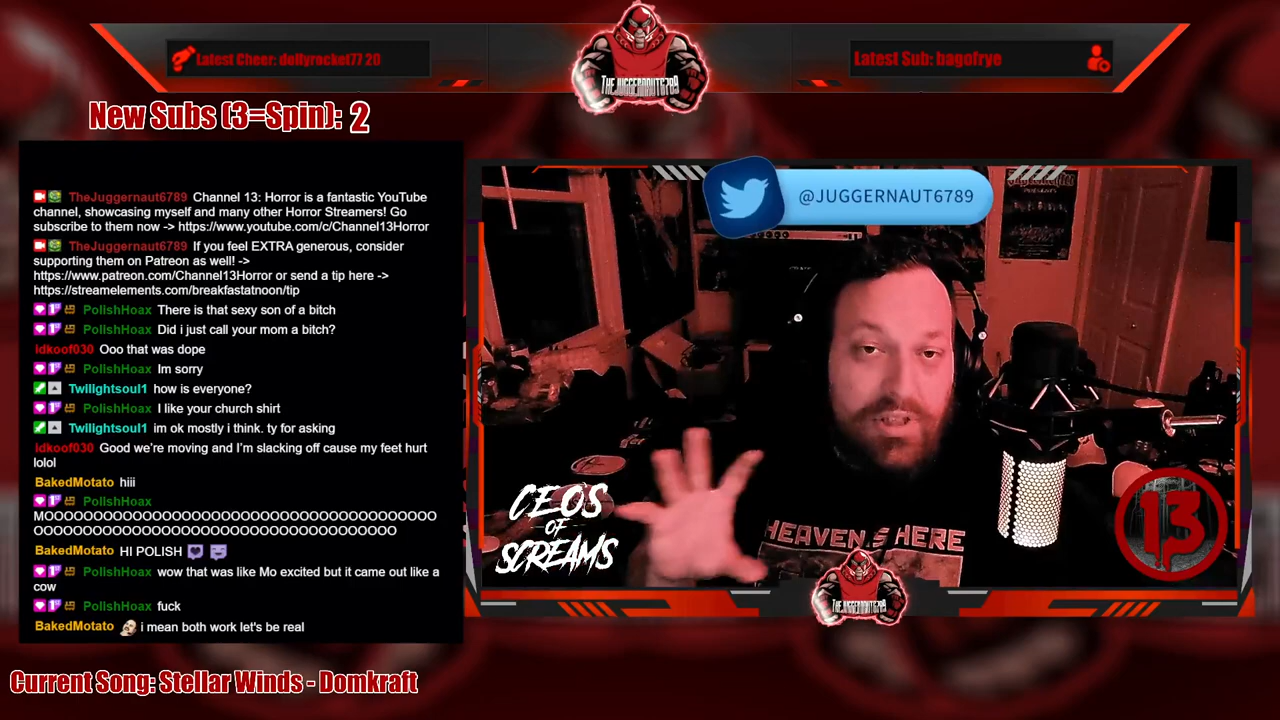 Latest Cheer: dollyrocket77 20
THEJUGGERNAUT6789
Latest Sub: bagofrye
New Subs (3=Spin): 2
TheJuggernaut6789 Channel 13: Horror is a fantastic YouTube
channel, showcasing myself and many other Horror Streamers! Go
subscribe to them now -> https://www.youtube.com/c/Channel13Horror
TheJuggernaut6789 If you feel EXTRA generous, consider
supporting them on Patreon as well! ->
https://www.patreon.com/Channel13Horror or send a tip here ->
https://streamelements.com/breakfastatnoon/tip
PolishHoax There is that sexy son of a bitch
PolishHoax Did i just call your mom a bitch?
Idkoof030 Ooo that was dope
PolishHoax Im sorry
Twilightsoul1 how is everyone?
PolishHoax I like your church shirt
Twilightsoul1 im ok mostly i think. ty for asking
Idkoof030 Good we're moving and I'm slacking off cause my feet hurt
lolol
BakedMotato hiii
PolishHoax
MOOOOOOOOOOOOOOOOOOOOOOOOOOOOOOOOOOOOOOOO
OOOOOOOOOOOOOOOOOOOOOOOOOOOOOOOOOOOOO
BakedMotato HI POLISH
PolishHoax wow that was like Mo excited but it came out like a
cow
PolishHoax fuck
BakedMotato i mean both work let's be real
@JUGGERNAUT6789
CEOS
OF
SCREAMS
HEAVEN IS HERE
13
THEJUGGERNAUT6789
Current Song: Stellar Winds - Domkraft